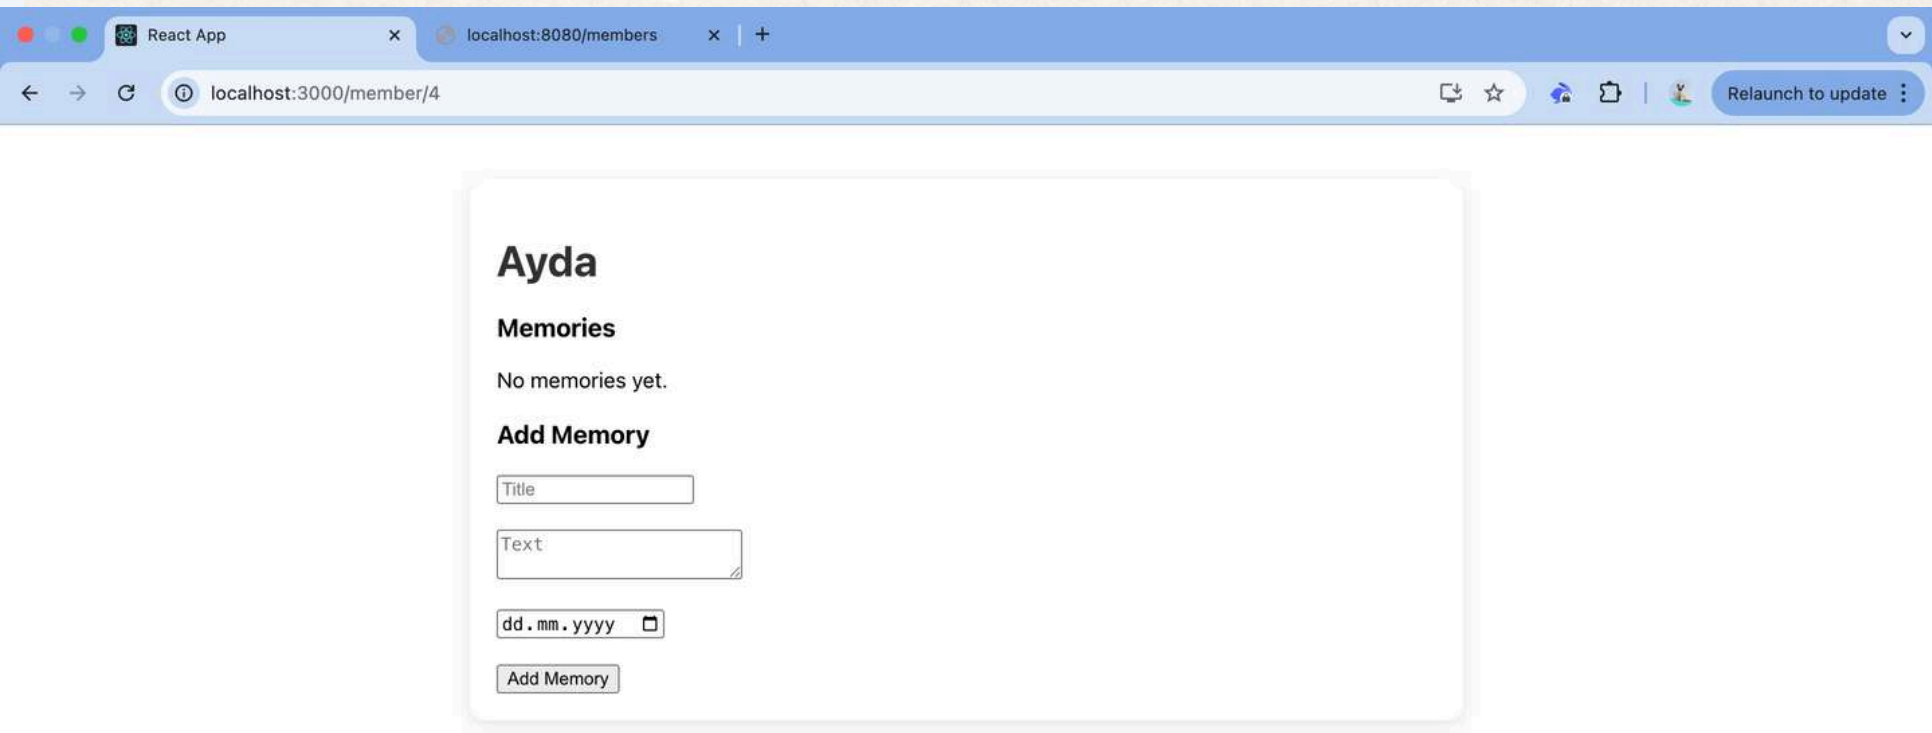 React App
localhost:8080/members
localhost:3000/member/4
Relaunch to update
Ayda
Memories
No memories yet.
Add Memory
Title
Text
dd.mm.yyyy
Add Memory